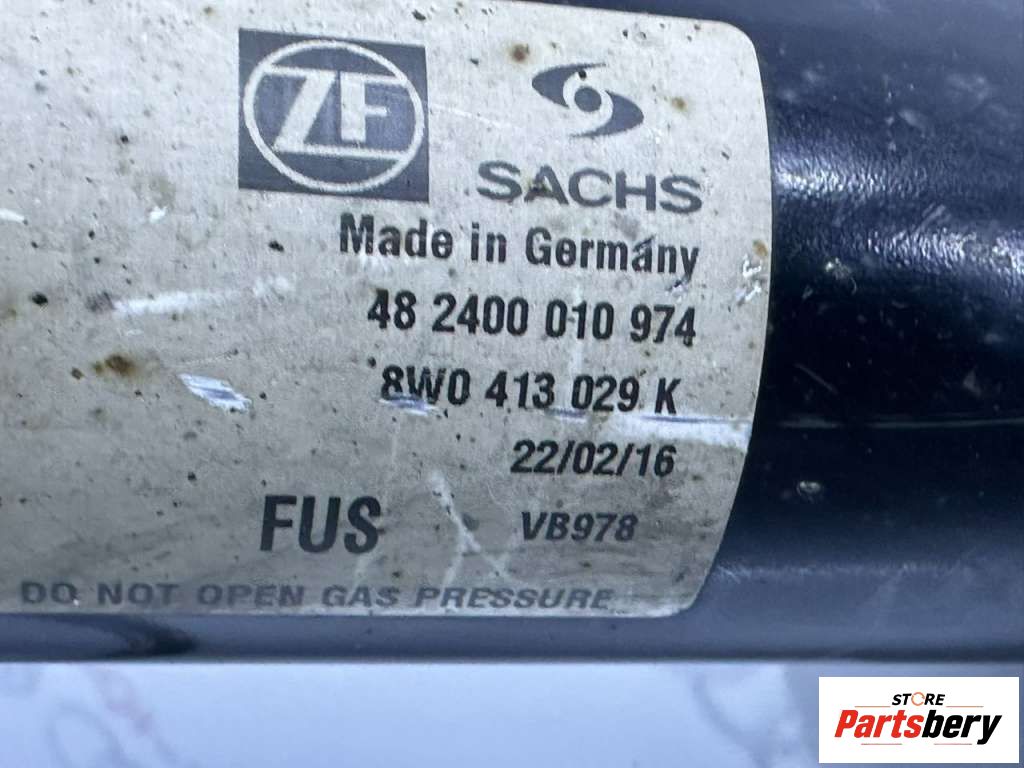 ZF
SACHS
Made in Germany
48 2400 010 974
8W0 413 029 K
22/02/16
FUS VB978
DO NOT OPEN GAS PRESSURE
STORE
Partsbery